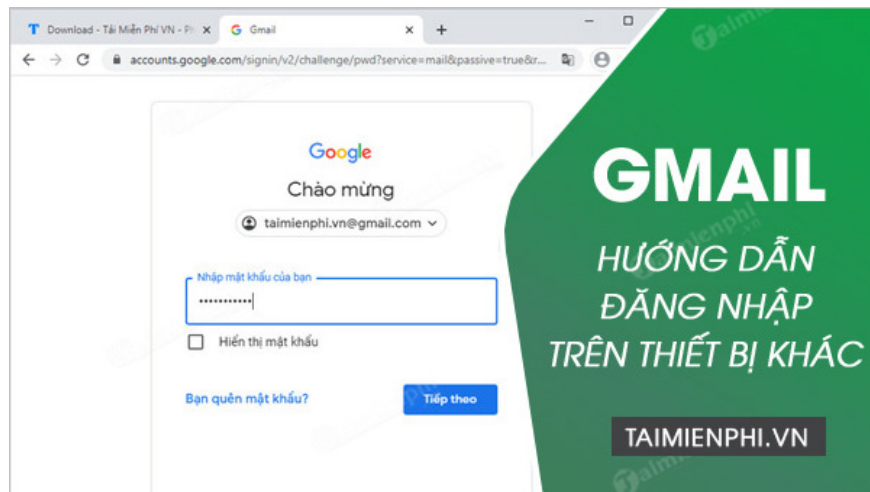 Download - Tải Miễn Phí VN - Ph
Gmail
accounts.google.com/signin/v2/challenge/pwd?service=mail&passive=true&r...
Google
Chào mừng
taimienphi.vn@gmail.com
Nhập mật khẩu của bạn
•••••••••••
Hiển thị mật khẩu
Bạn quên mật khẩu?
Tiếp theo
GMAIL
HƯỚNG DẪN
ĐĂNG NHẬP
TRÊN THIẾT BỊ KHÁC
TAIMIENPHI.VN